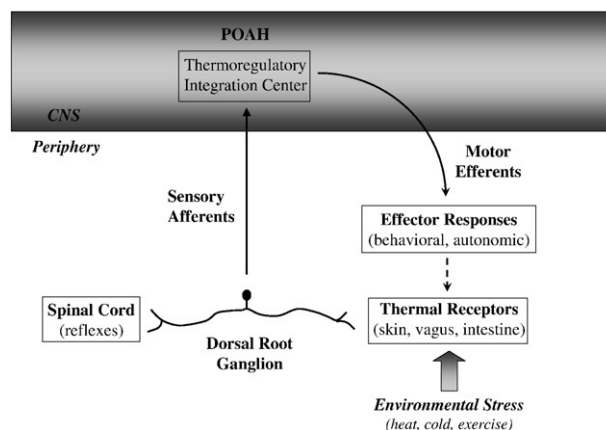 POAH
Thermoregulatory
Integration Center
CNS
Periphery
Motor
Efferents
Sensory
Afferents
Effector Responses
(behavioral, autonomic)
Spinal Cord
(reflexes)
Thermal Receptors
(skin, vagus, intestine)
Dorsal Root
Ganglion
Environmental Stress
(heat, cold, exercise)